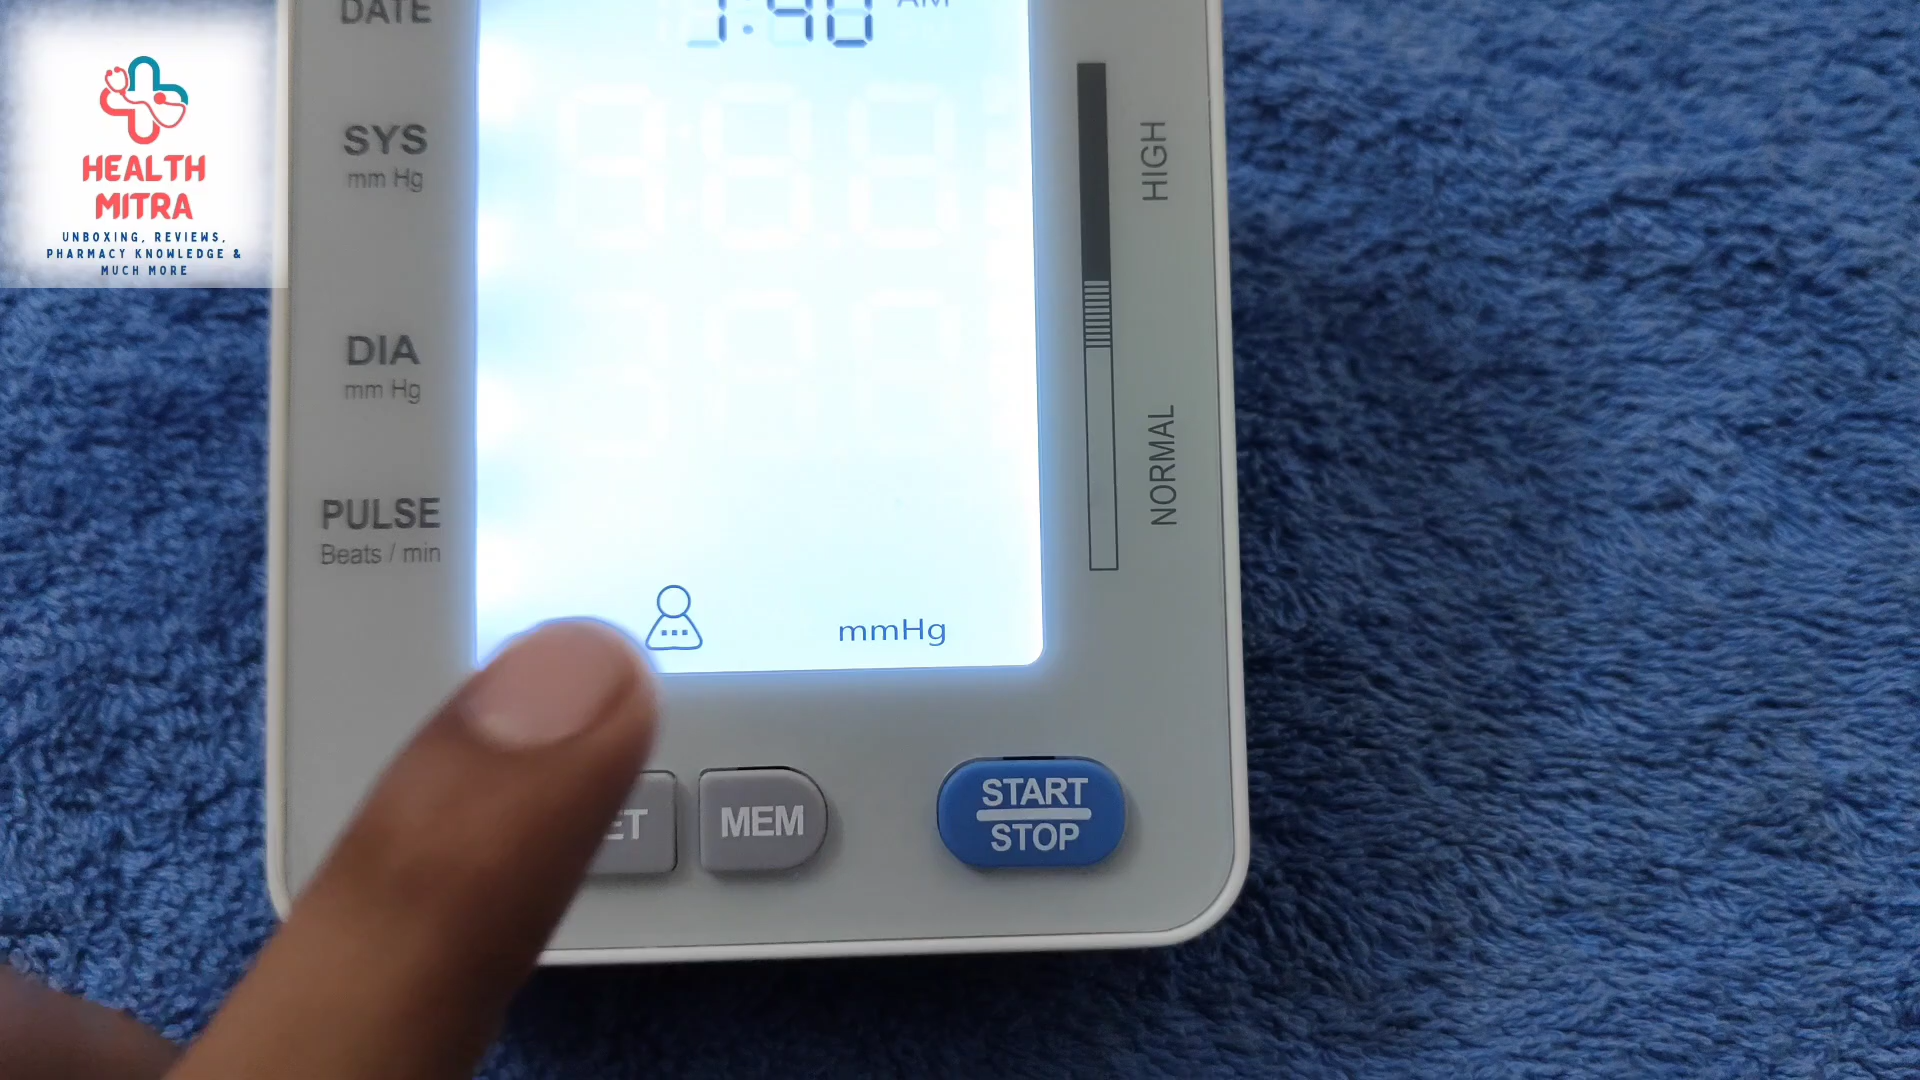 DATE
AM
SYS
mm Hg
HIGH
HEALTH
MITRA
UNBOXING, REVIEWS,
PHARMACY KNOWLEDGE &
MUCH MORE
DIA
mm Hg
NORMAL
PULSE
Beats / min
mmHg
MEM
START
STOP